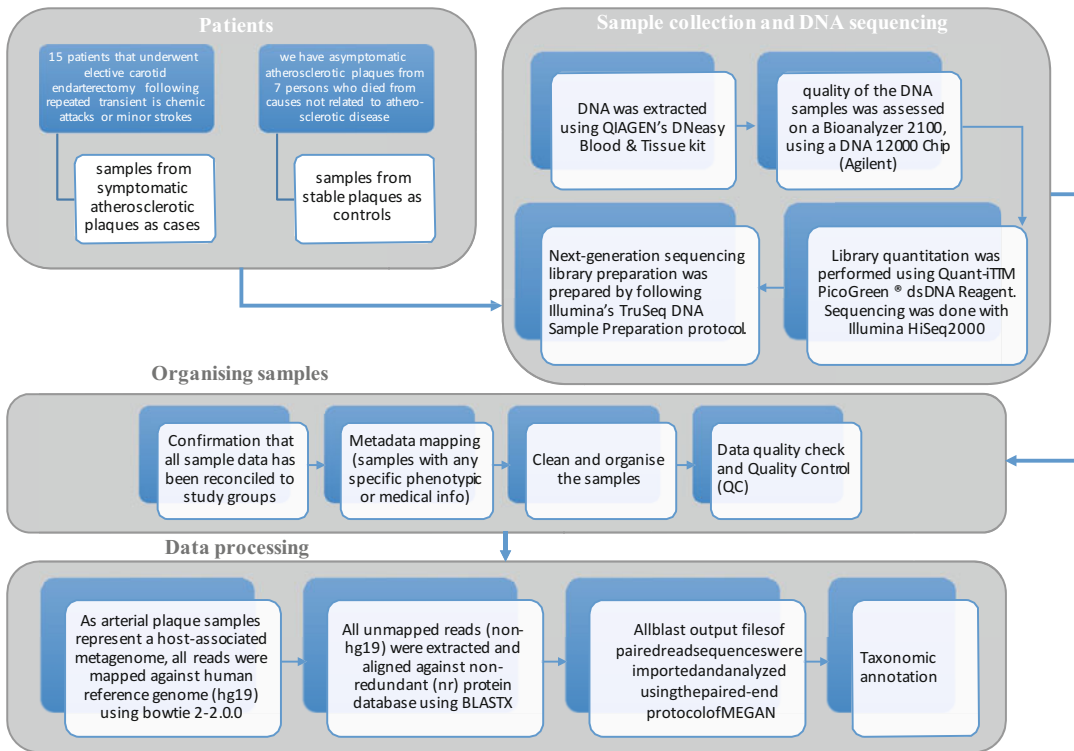 Patients
15 patients that underwent
elective carotid
endarterectomy following
repeated transient is chemic
attacks or minor strokes
samples from
symptomatic
atherosclerotic
plaques as cases
we have asymptomatic
atherosclerotic plaques from
7 persons who died from
causes not related to athero-
sclerotic disease
samples from
stable plaques as
controls
Sample collection and DNA sequencing
DNA was extracted
using QIAGEN's DNeasy
Blood & Tissue kit
quality of the DNA
samples was assessed
on a Bioanalyzer 2100,
using a DNA 12000 Chip
(Agilent)
Library quantitation was
performed using Quant-iTTM
PicoGreen ® dsDNA Reagent.
Sequencing was done with
Illumina HiSeq2000
Next-generation sequencing
library preparation was
prepared by following
Illumina's TruSeq DNA
Sample Preparation protocol.
Organising samples
Confirmation that
all sample data has
been reconciled to
study groups
Metadata mapping
(samples with any
specific phenotypic
or medical info)
Clean and organise
the samples
Data quality check
and Quality Control
(QC)
Data processing
As arterial plaque samples
represent a host-associated
metagenome, all reads were
mapped against human
reference genome (hg19)
using bowtie 2-2.0.0
All unmapped reads (non-
hg19) were extracted and
aligned against non-
redundant (nr) protein
database using BLASTX
Allblast output filesof
pairedreadsequenceswere
importedandanalyzed
usingthepaired-end
protocolofMEGAN
Taxonomic
annotation